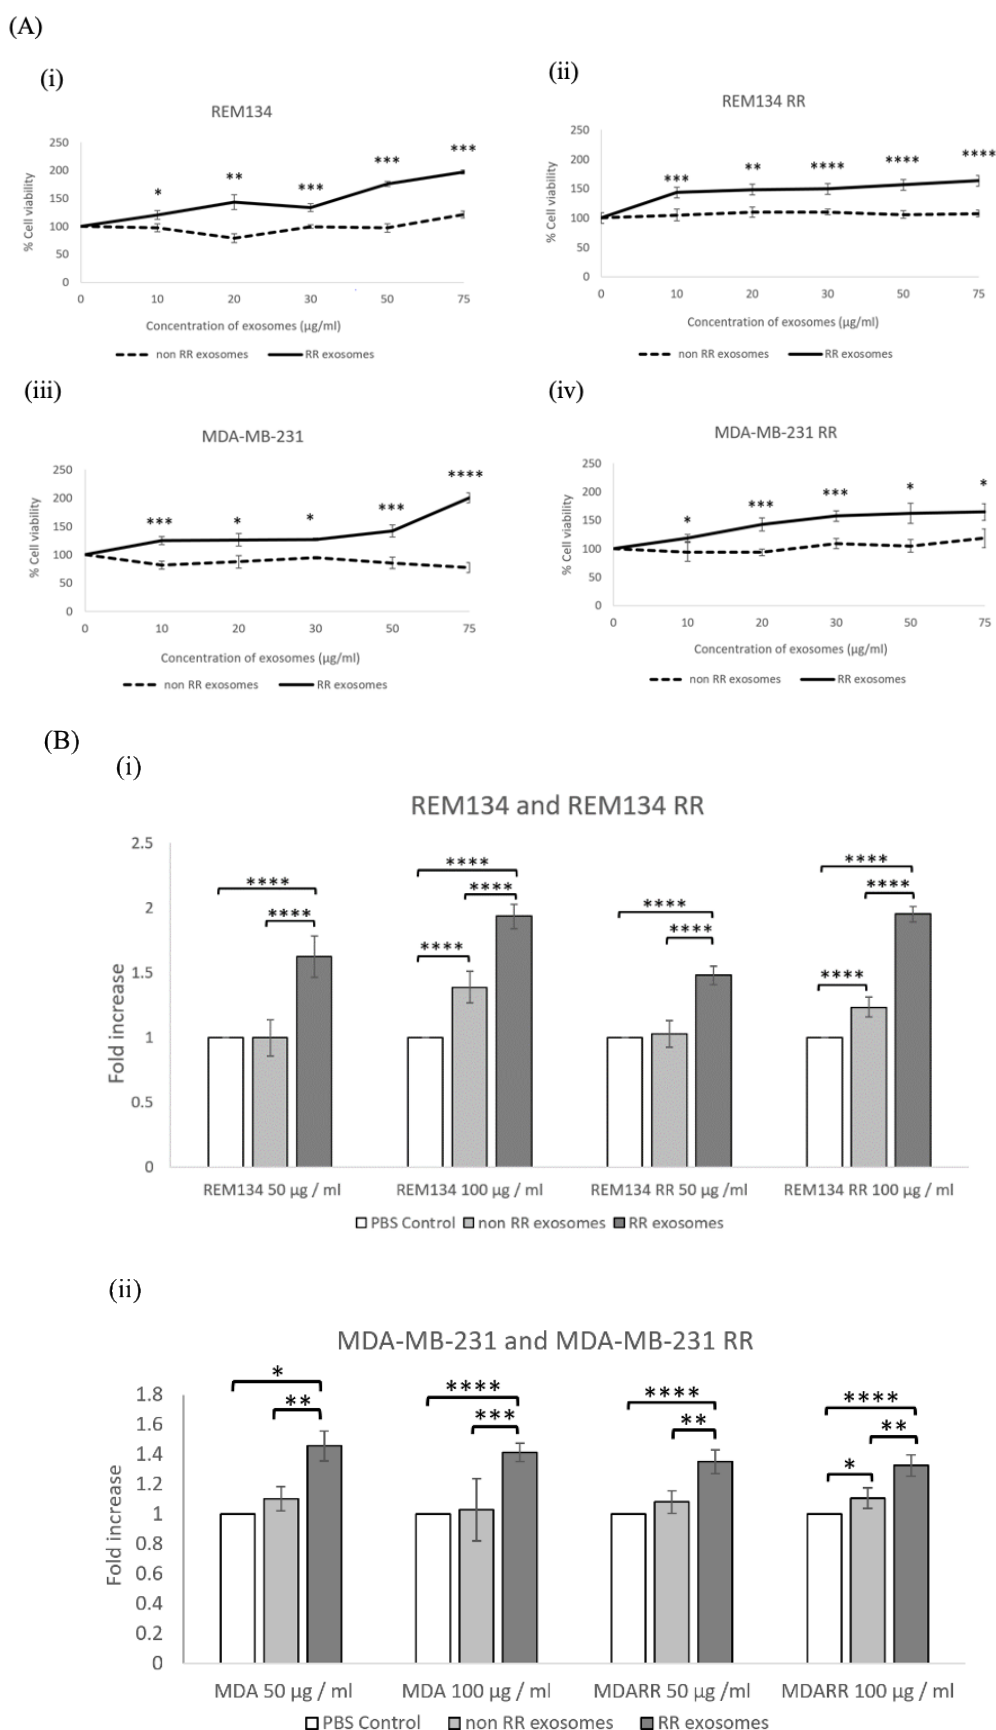 (A)
(i)
REM134
250
200
150
100
50
0
% Cell viability
* ** *** *** ***
0 10 20 30 50 75
Concentration of exosomes (µg/ml)
non RR exosomes RR exosomes
(ii)
REM134 RR
250
200
150
100
50
0
% Cell viability
*** ** **** **** ****
0 10 20 30 50 75
Concentration of exosomes (µg/ml)
non RR exosomes RR exosomes
(iii)
MDA-MB-231
250
200
150
100
50
0
% Cell viability
*** * * *** ****
0 10 20 30 50 75
Concentration of exosomes (µg/ml)
non RR exosomes RR exosomes
(iv)
MDA-MB-231 RR
250
200
150
100
50
0
% Cell viability
* *** *** * *
0 10 20 30 50 75
Concentration of exosomes (µg/ml)
non RR exosomes RR exosomes
(B)
(i)
REM134 and REM134 RR
2.5
2
1.5
1
0.5
0
Fold increase
**** ****
**** **** ****
**** ****
**** **** ****
REM134 50 µg / ml REM134 100 µg / ml REM134 RR 50 µg /ml REM134 RR 100 µg / ml
PBS Control non RR exosomes RR exosomes
(ii)
MDA-MB-231 and MDA-MB-231 RR
1.8
1.6
1.4
1.2
1
0.8
0.6
0.4
0.2
0
Fold increase
* **
**** ***
**** **
**** ** *
MDA 50 µg / ml MDA 100 µg / ml MDARR 50 µg / ml MDARR 100 µg / ml
PBS Control non RR exosomes RR exosomes